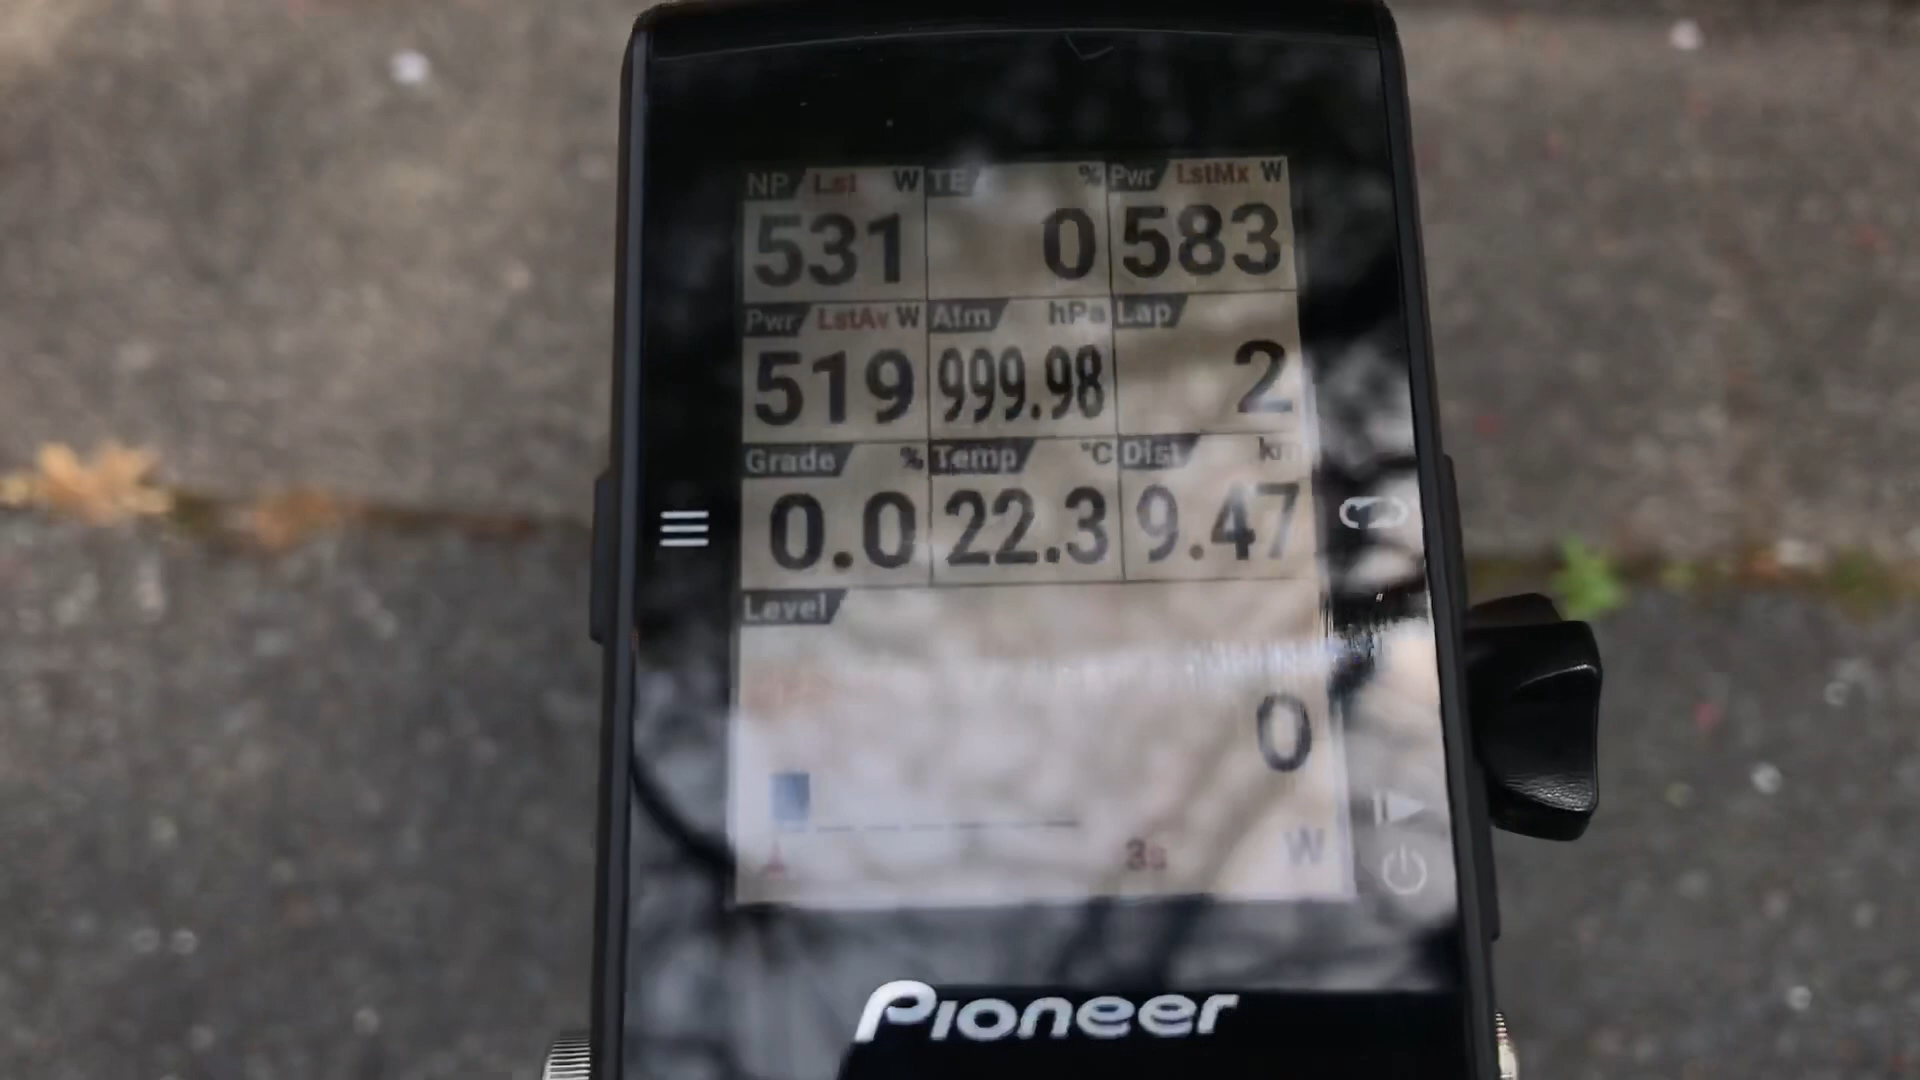 NP Lst W TE % Pwr LstMx W
531 0 583
Pwr LstAv W Atm hPa Lap
519 999.98 2
Grade % Temp °C Dist km
0.0 22.3 9.47
Level
0
3s W
Pioneer